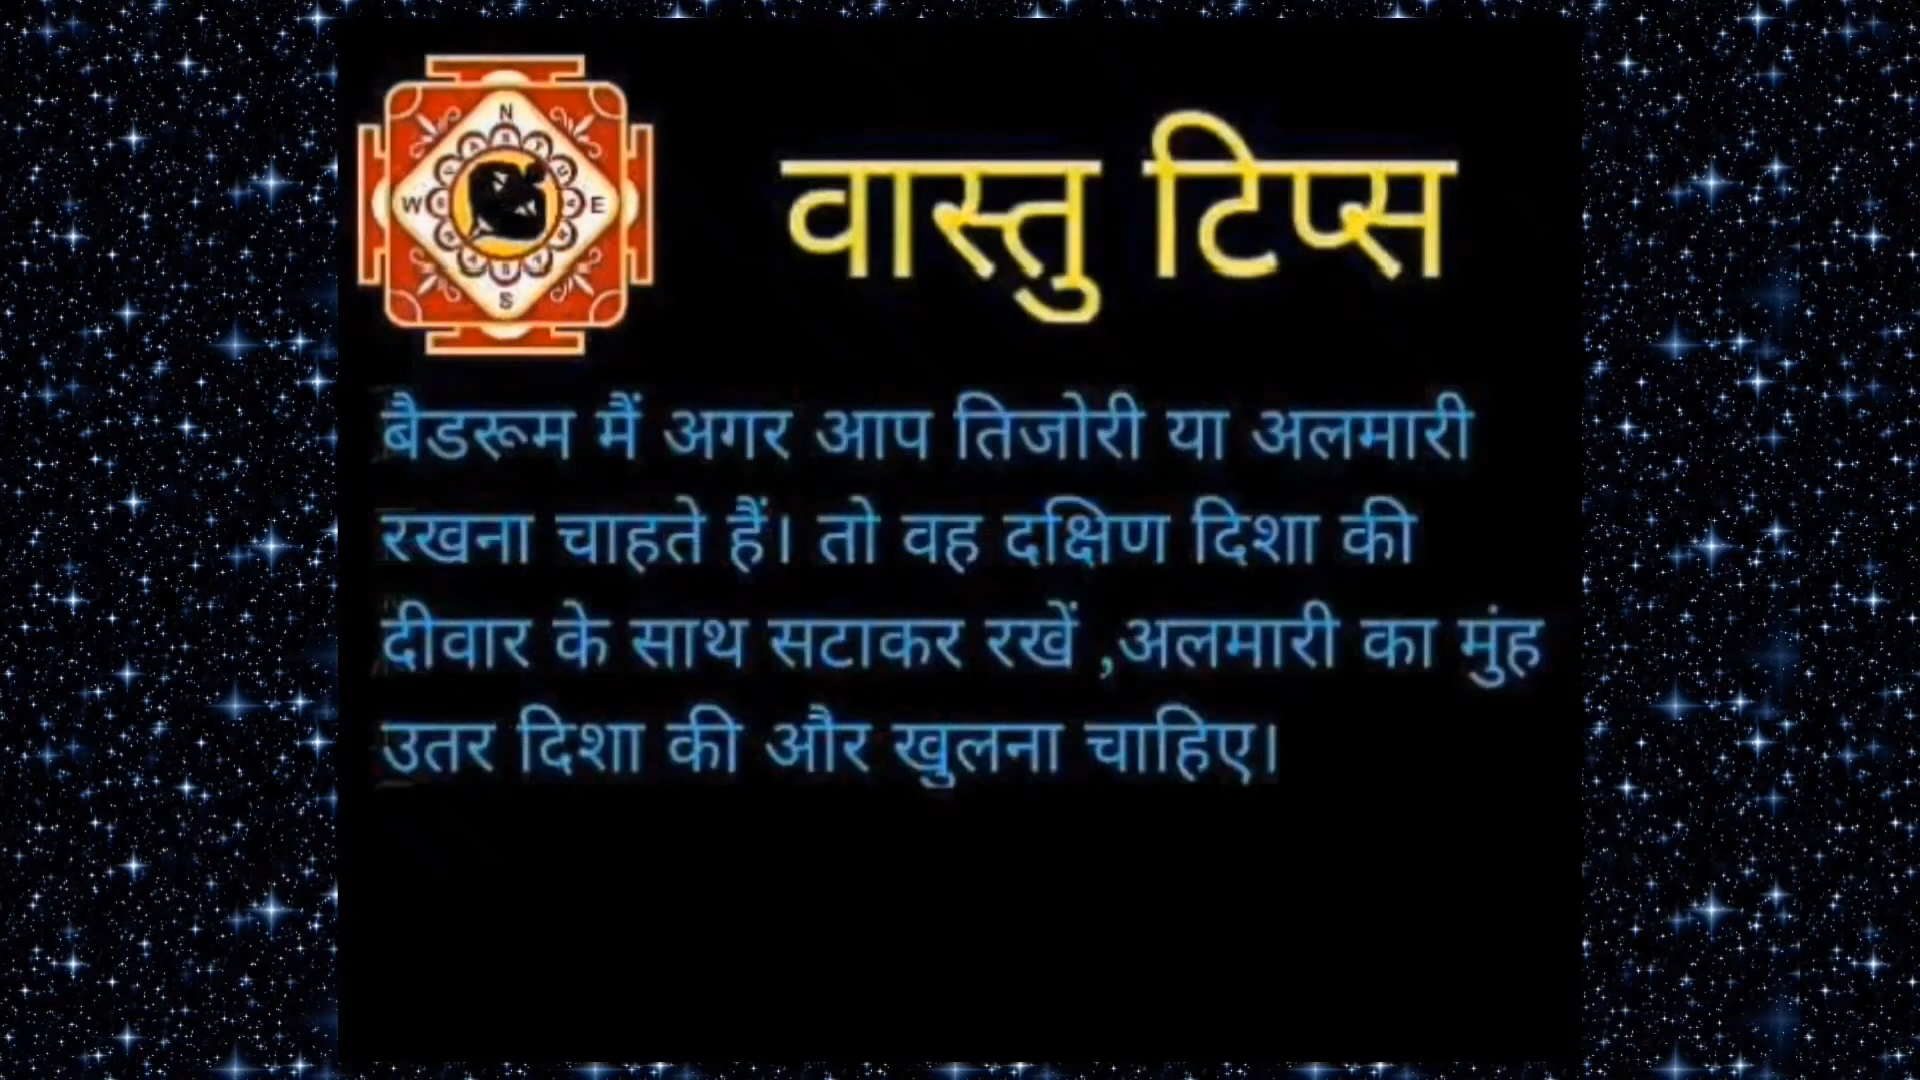 वास्तु टिप्स
N
W E
S
बैडरूम मैं अगर आप तिजोरी या अलमारी
रखना चाहते हैं। तो वह दक्षिण दिशा की
दीवार के साथ सटाकर रखें ,अलमारी का मुंह
उतर दिशा की और खुलना चाहिए।